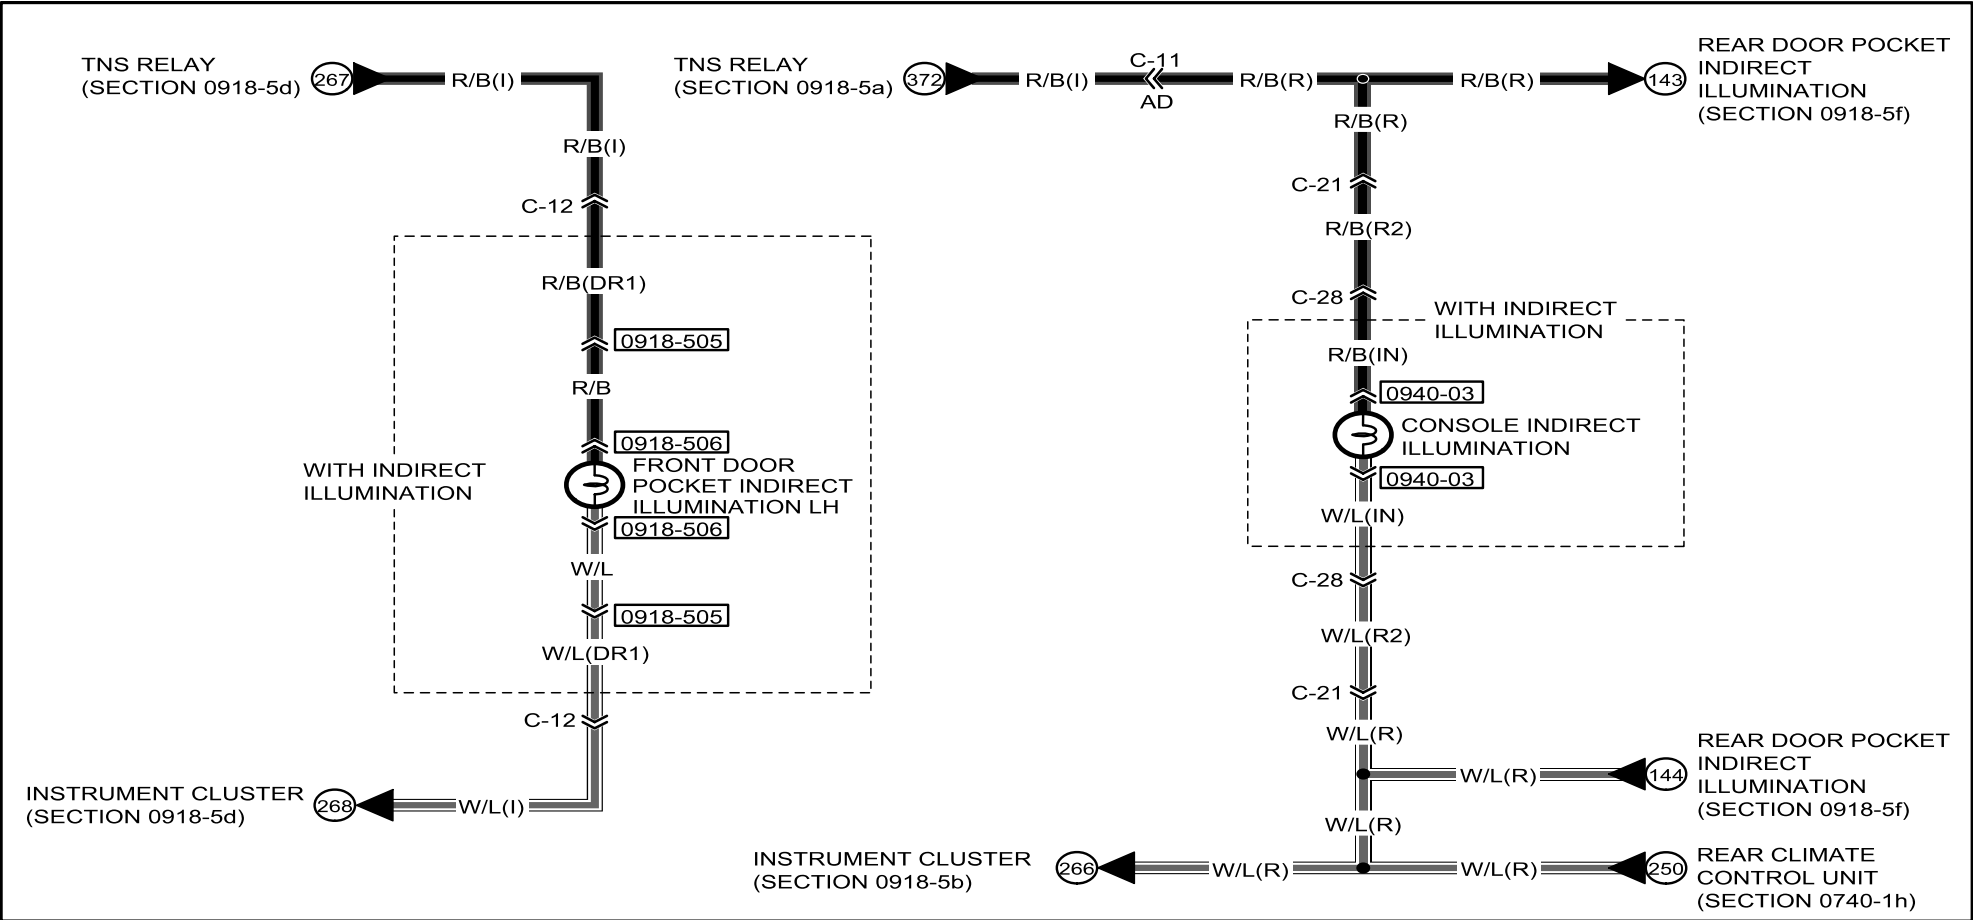 TNS RELAY
(SECTION 0918-5d)
267
R/B(I)
R/B(I)
C-12
R/B(DR1)
0918-505
R/B
0918-506
WITH INDIRECT
ILLUMINATION
FRONT DOOR
POCKET INDIRECT
ILLUMINATION LH
0918-506
W/L
0918-505
W/L(DR1)
C-12
INSTRUMENT CLUSTER
(SECTION 0918-5d)
268
W/L(I)
TNS RELAY
(SECTION 0918-5a)
372
R/B(I)
C-11
AD
R/B(R)
R/B(R)
143
REAR DOOR POCKET
INDIRECT
ILLUMINATION
(SECTION 0918-5f)
R/B(R)
C-21
R/B(R2)
C-28
WITH INDIRECT
ILLUMINATION
R/B(IN)
0940-03
CONSOLE INDIRECT
ILLUMINATION
0940-03
W/L(IN)
C-28
W/L(R2)
C-21
W/L(R)
W/L(R)
144
REAR DOOR POCKET
INDIRECT
ILLUMINATION
(SECTION 0918-5f)
W/L(R)
INSTRUMENT CLUSTER
(SECTION 0918-5b)
266
W/L(R)
W/L(R)
250
REAR CLIMATE
CONTROL UNIT
(SECTION 0740-1h)